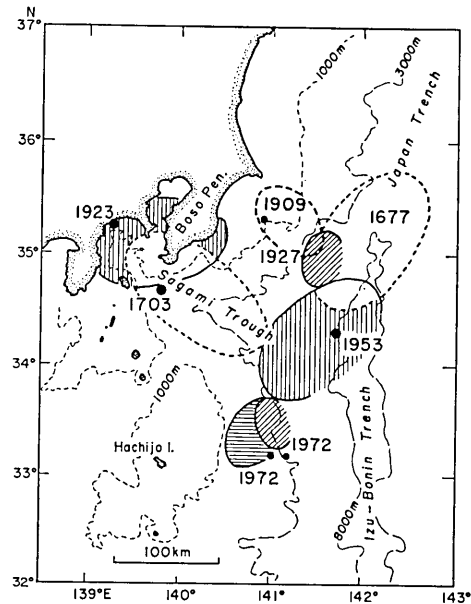 N
37°
36°
35°
34°
33°
32°
1000m
3000m
Japan Trench
Boso Pen.
1923
1909
1677
1927
1703
Sagami Trough
1953
1000m
Hachijo I.
1972
1972
Izu-Bonin Trench
8000m
100km
139°E
140°
141°
142°
143°